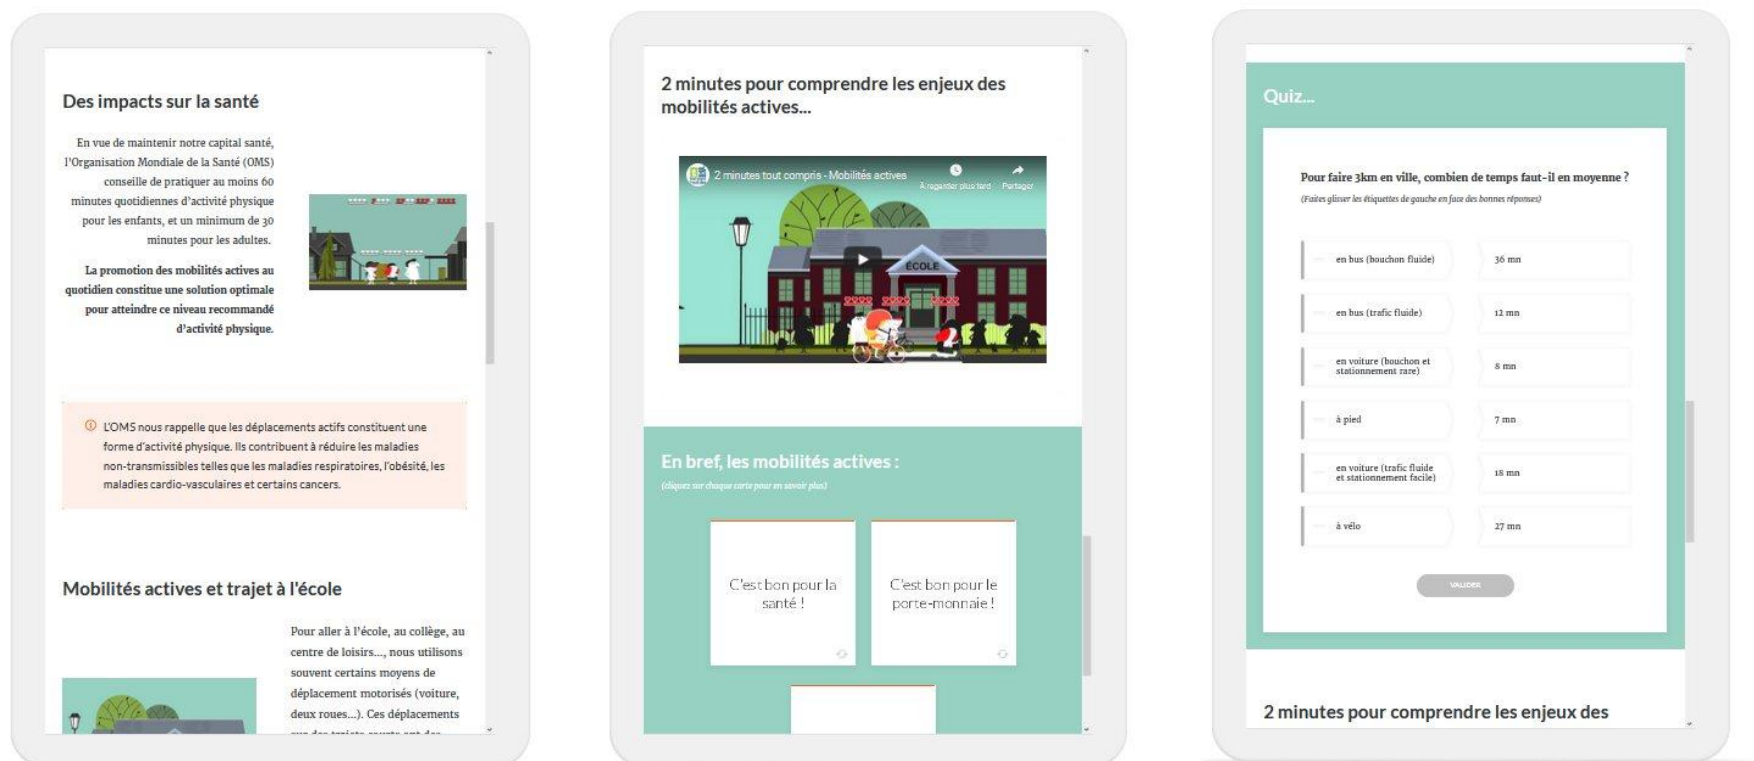 Des impacts sur la santé
En vue de maintenir notre capital santé,
l'Organisation Mondiale de la Santé (OMS)
conseille de pratiquer au moins 60
minutes quotidiennes d'activité physique
pour les enfants, et un minimum de 30
minutes pour les adultes.
La promotion des mobilités actives au
quotidien constitue une solution optimale
pour atteindre ce niveau recommandé
d'activité physique.
L'OMS nous rappelle que les déplacements actifs constituent une
forme d'activité physique. Ils contribuent à réduire les maladies
non-transmissibles telles que les maladies respiratoires, l'obésité, les
maladies cardio-vasculaires et certains cancers.
Mobilités actives et trajet à l'école
Pour aller à l'école, au collège, au
centre de loisirs..., nous utilisons
souvent certains moyens de
déplacement motorisés (voiture,
deux roues...). Ces déplacements
2 minutes pour comprendre les enjeux des
mobilités actives...
2 minutes tout compris - Mobilités actives
À regarder plus tard
Partager
ÉCOLE
En bref, les mobilités actives :
(cliquez sur chaque carte pour en savoir plus)
C'est bon pour la
santé !
C'est bon pour le
porte-monnaie !
Quiz...
Pour faire 3km en ville, combien de temps faut-il en moyenne ?
(Faites glisser les étiquettes de gauche en face des bonnes réponses)
en bus (bouchon fluide)
36 mn
en bus (trafic fluide)
12 mn
en voiture (bouchon et
stationnement rare)
8 mn
à pied
7 mn
en voiture (trafic fluide
et stationnement facile)
18 mn
à vélo
27 mn
VALIDER
2 minutes pour comprendre les enjeux des